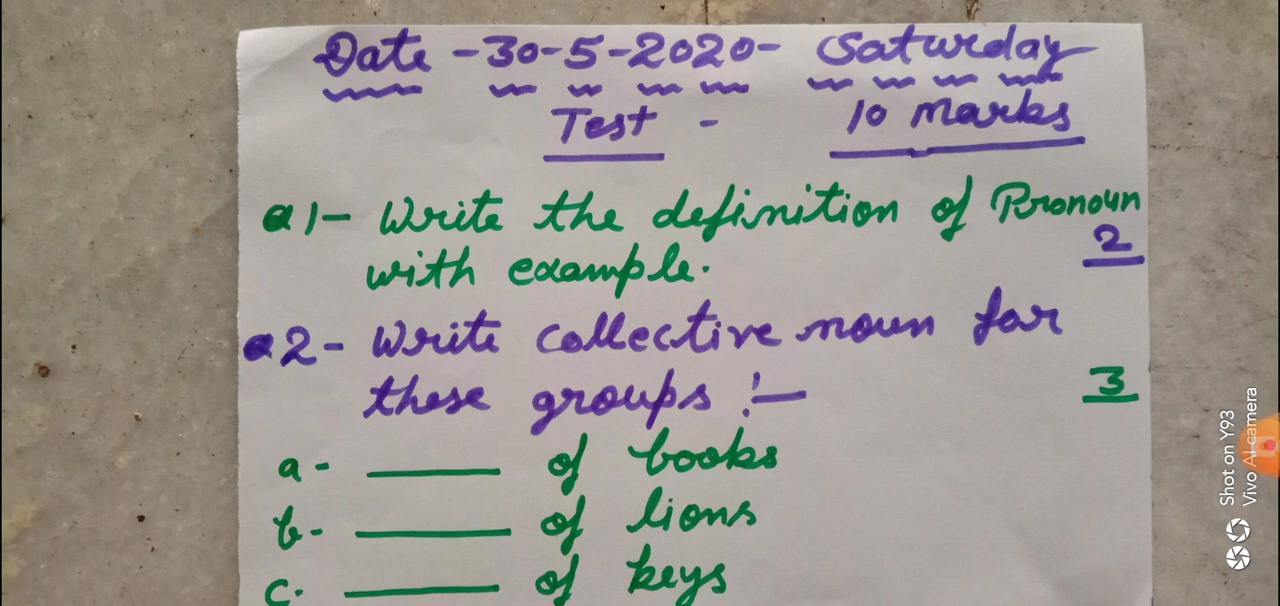 Date - 30-5-2020- Saturday
Test - 10 Marks
Q1- Write the definition of Pronoun
with example. 2
Q2- Write collective noun for
these groups :- 3
a- ______ of books
b- ______ of lions
c. ______ of keys
Shot on Y93
Vivo AI camera